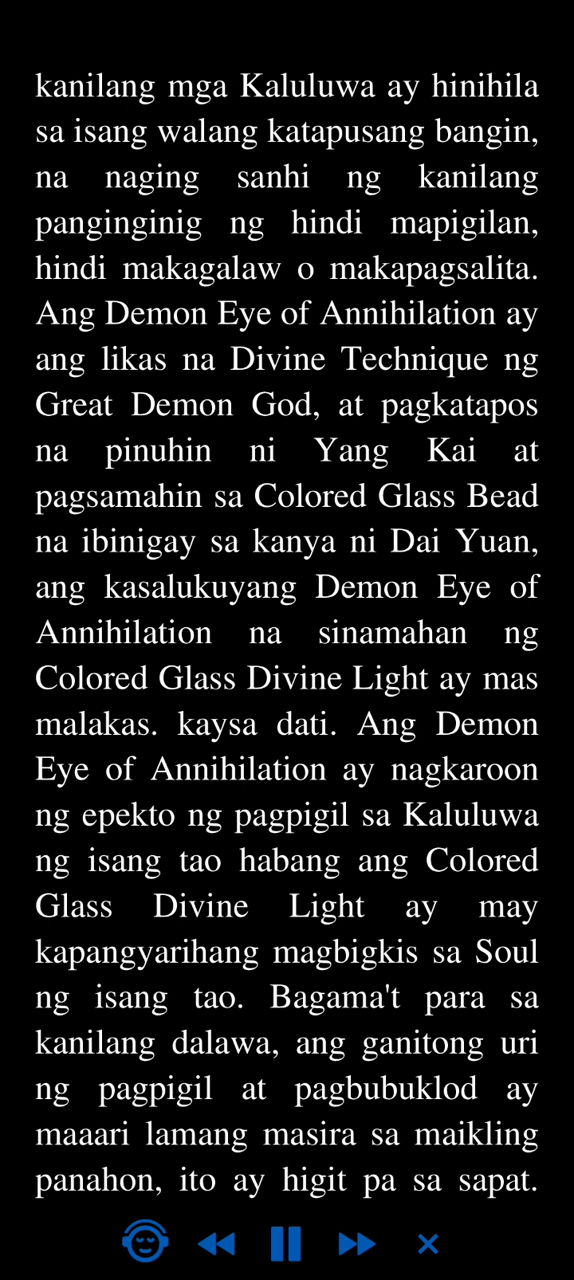 kanilang mga Kaluluwa ay hinihila
sa isang walang katapusang bangin,
na naging sanhi ng kanilang
panginginig ng hindi mapigilan,
hindi makagalaw o makapagsalita.
Ang Demon Eye of Annihilation ay
ang likas na Divine Technique ng
Great Demon God, at pagkatapos
na pinuhin ni Yang Kai at
pagsamahin sa Colored Glass Bead
na ibinigay sa kanya ni Dai Yuan,
ang kasalukuyang Demon Eye of
Annihilation na sinamahan ng
Colored Glass Divine Light ay mas
malakas. kaysa dati. Ang Demon
Eye of Annihilation ay nagkaroon
ng epekto ng pagpigil sa Kaluluwa
ng isang tao habang ang Colored
Glass Divine Light ay may
kapangyarihang magbigkis sa Soul
ng isang tao. Bagama't para sa
kanilang dalawa, ang ganitong uri
ng pagpigil at pagbubuklod ay
maaari lamang masira sa maikling
panahon, ito ay higit pa sa sapat.